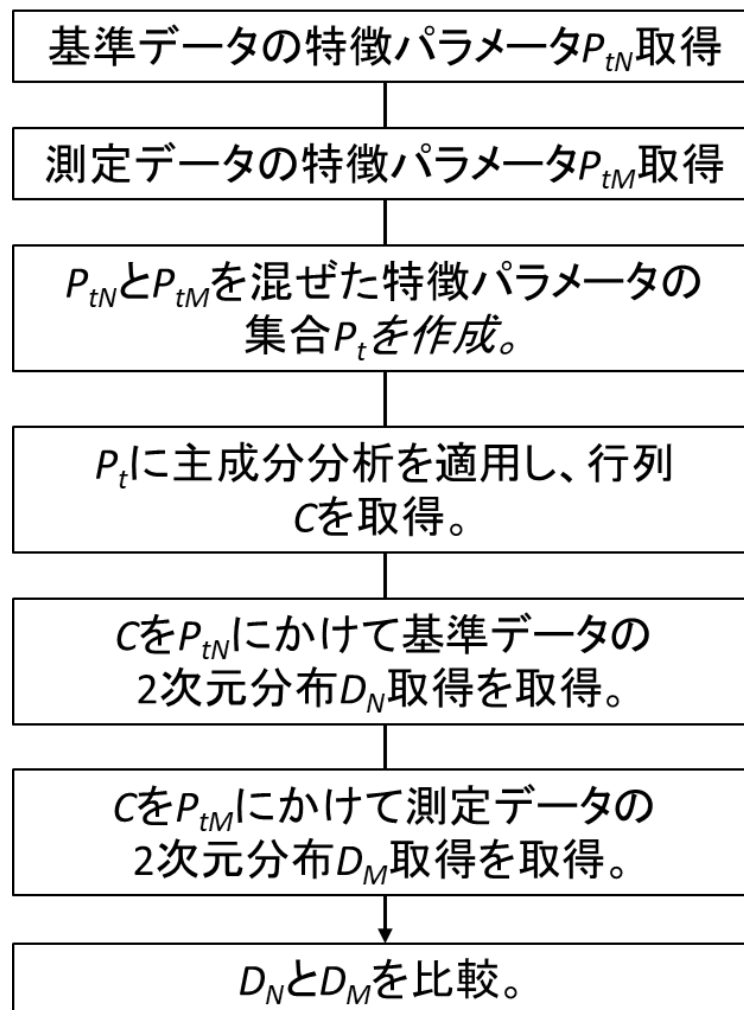 基準データの特徴パラメータPtN取得
測定データの特徴パラメータPtM取得
PtNとPtMを混ぜた特徴パラメータの
集合Ptを作成。
Ptに主成分分析を適用し、行列
Cを取得。
CをPtNにかけて基準データの
2次元分布DN取得を取得。
CをPtMにかけて測定データの
2次元分布DM取得を取得。
DNとDMを比較。